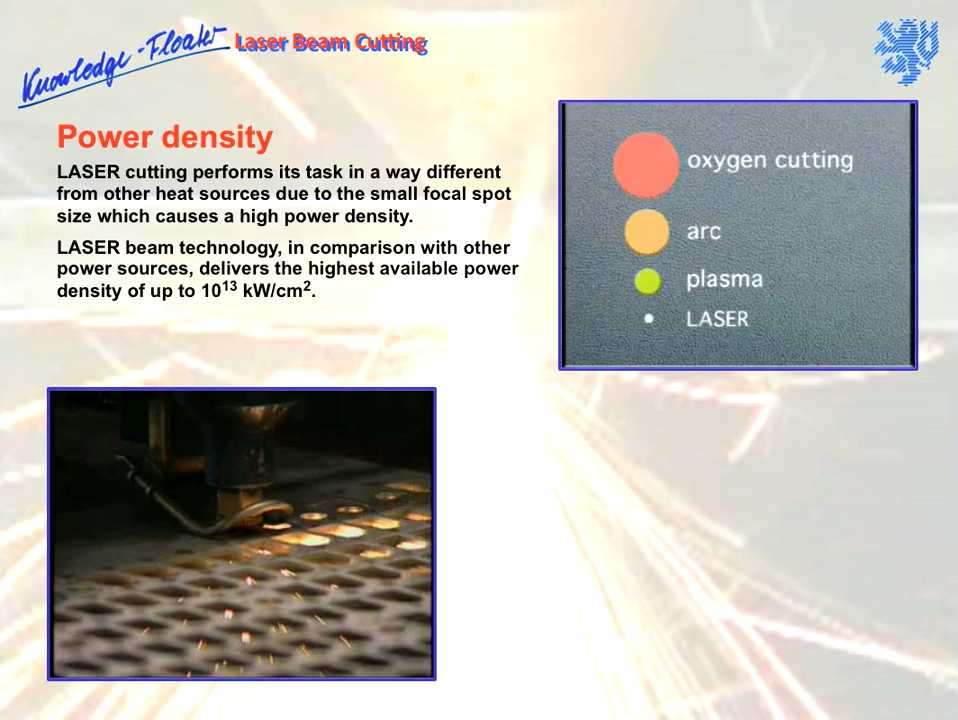 Knowledge-Floater
Laser Beam Cutting
Power density
LASER cutting performs its task in a way different
from other heat sources due to the small focal spot
size which causes a high power density.
LASER beam technology, in comparison with other
power sources, delivers the highest available power
density of up to 10¹³ kW/cm².
oxygen cutting
arc
plasma
LASER